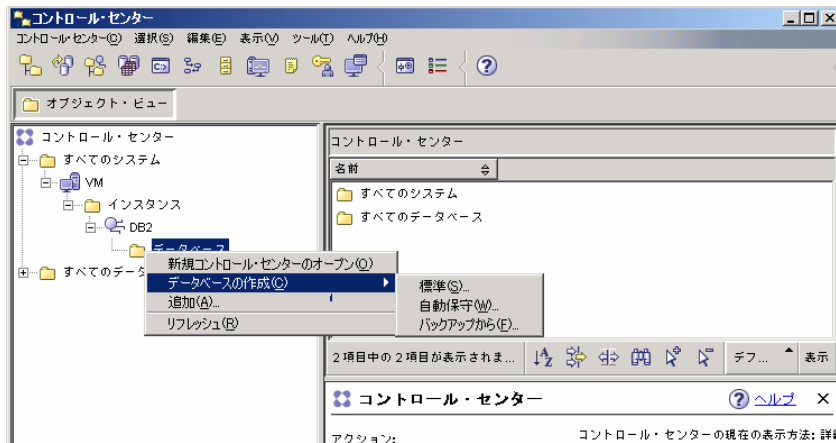 コントロール・センター
コントロール・センター(C) 選択(S) 編集(E) 表示(V) ツール(T) ヘルプ(H)
オブジェクト・ビュー
コントロール・センター
すべてのシステム
VM
インスタンス
DB2
データベース
すべてのデータ
新規コントロール・センターのオープン(O)
データベースの作成(C)
追加(A)...
リフレッシュ(R)
標準(S)...
自動保守(W)...
バックアップから(F)...
コントロール・センター
名前
すべてのシステム
すべてのデータベース
2項目中の2項目が表示されま... デフ... 表示
コントロール・センター ヘルプ
アクション: コントロール・センターの現在の表示方法: 詳細